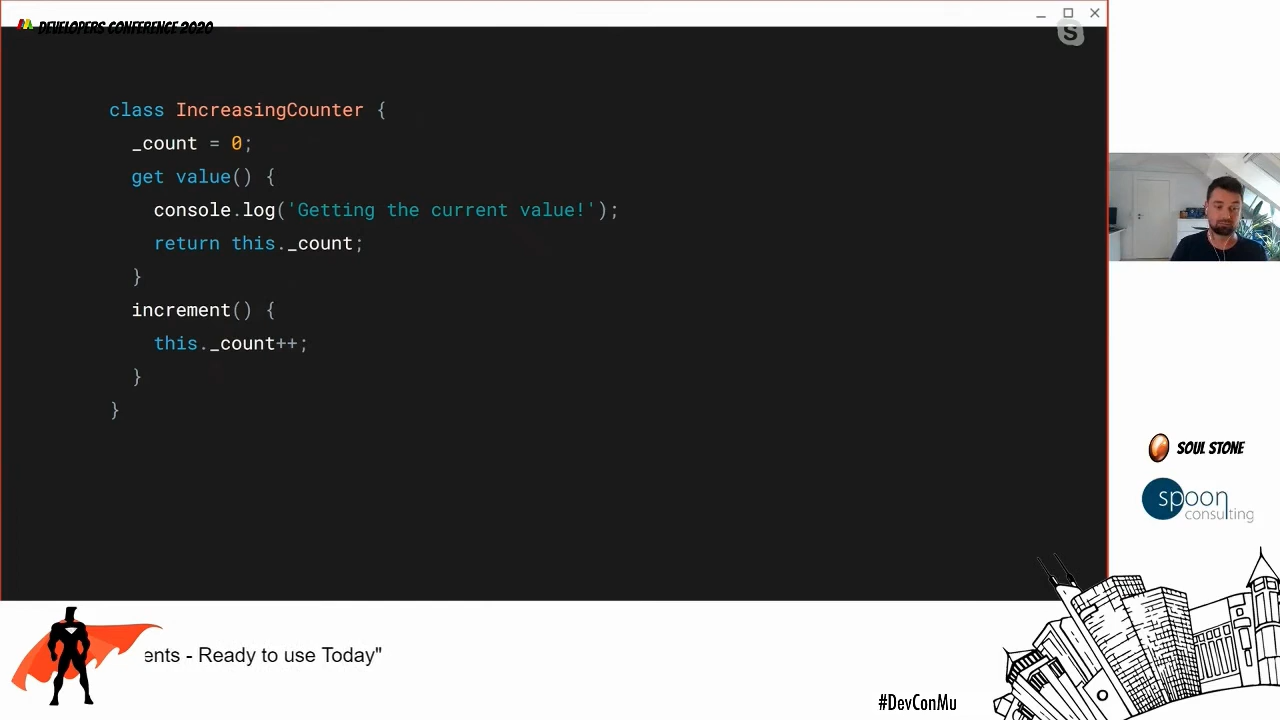 DEVELOPERS CONFERENCE 2020
S
class IncreasingCounter {
_count = 0;
get value() {
console.log('Getting the current value!');
return this._count;
}
increment() {
this._count++;
}
}
SOUL STONE
spoon
consulting
ents - Ready to use Today"
#DevConMu